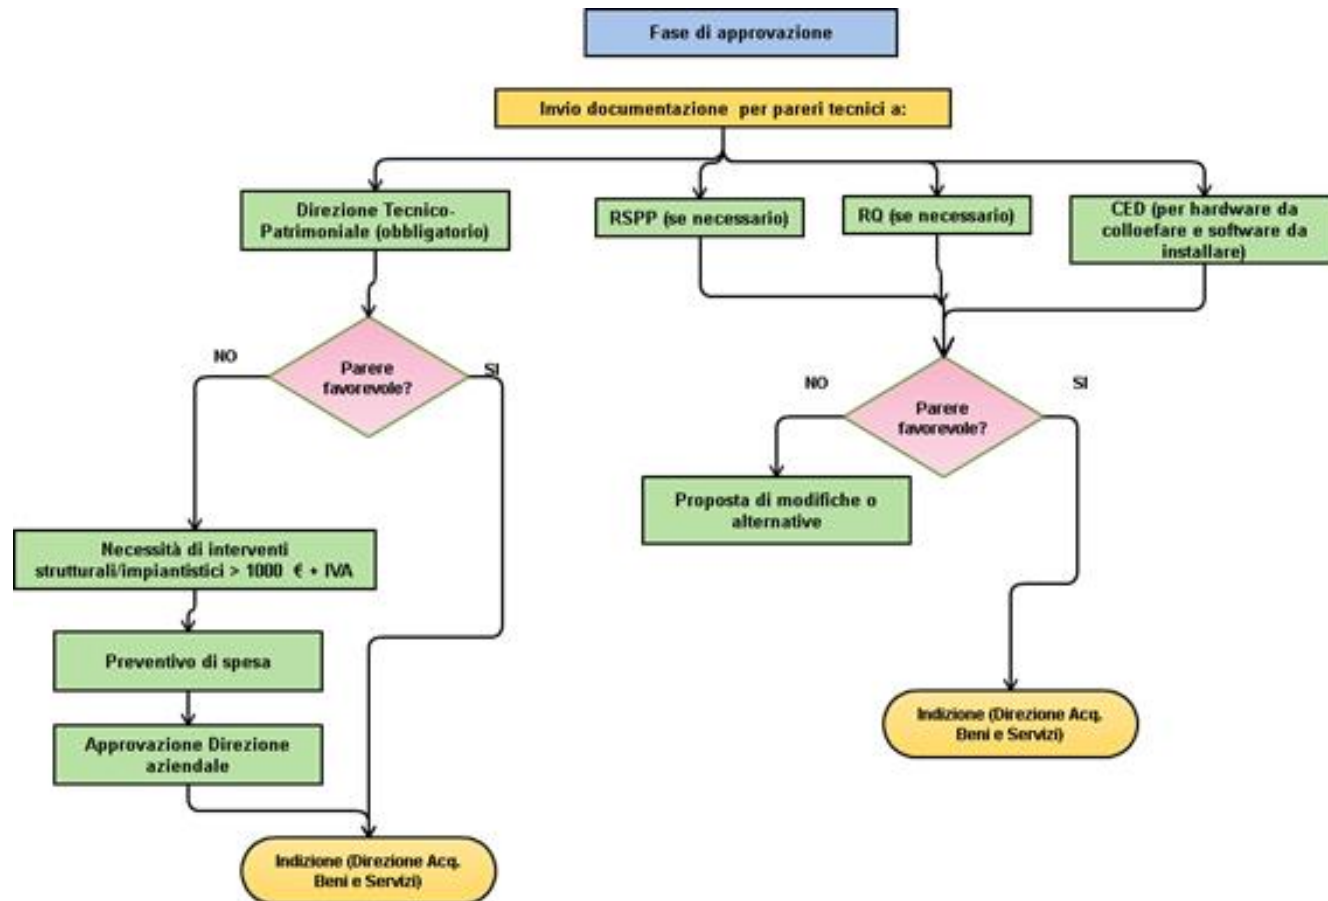 Fase di approvazione
Invio documentazione per pareri tecnici a:
Direzione Tecnico-
Patrimoniale (obbligatorio)
RSPP (se necessario)
RQ (se necessario)
CED (per hardware da
colloefare e software da
installare)
NO
Parere
favorevole?
SI
NO
Parere
favorevole?
SI
Proposta di modifiche o
alternative
Necessità di interventi
strutturali/impiantistici > 1000 € + IVA
Preventivo di spesa
Approvazione Direzione
aziendale
Indizione (Direzione Acq.
Beni e Servizi)
Indizione (Direzione Acq.
Beni e Servizi)